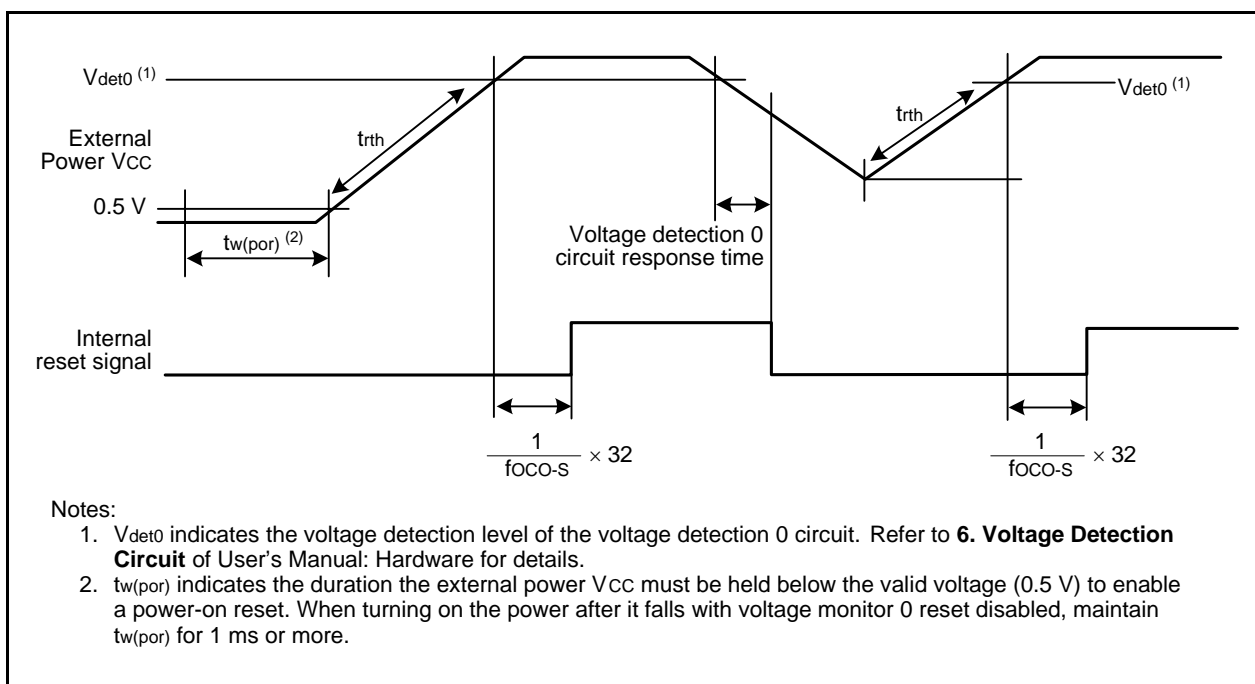 Vdet0 (1)
trth
External
Power VCC
0.5 V
tw(por) (2)
Voltage detection 0
circuit response time
trth
Vdet0 (1)
Internal
reset signal
1
fOCO-S
× 32
1
fOCO-S
× 32
Notes:
1. Vdet0 indicates the voltage detection level of the voltage detection 0 circuit. Refer to 6. Voltage Detection
Circuit of User's Manual: Hardware for details.
2. tw(por) indicates the duration the external power VCC must be held below the valid voltage (0.5 V) to enable
a power-on reset. When turning on the power after it falls with voltage monitor 0 reset disabled, maintain
tw(por) for 1 ms or more.